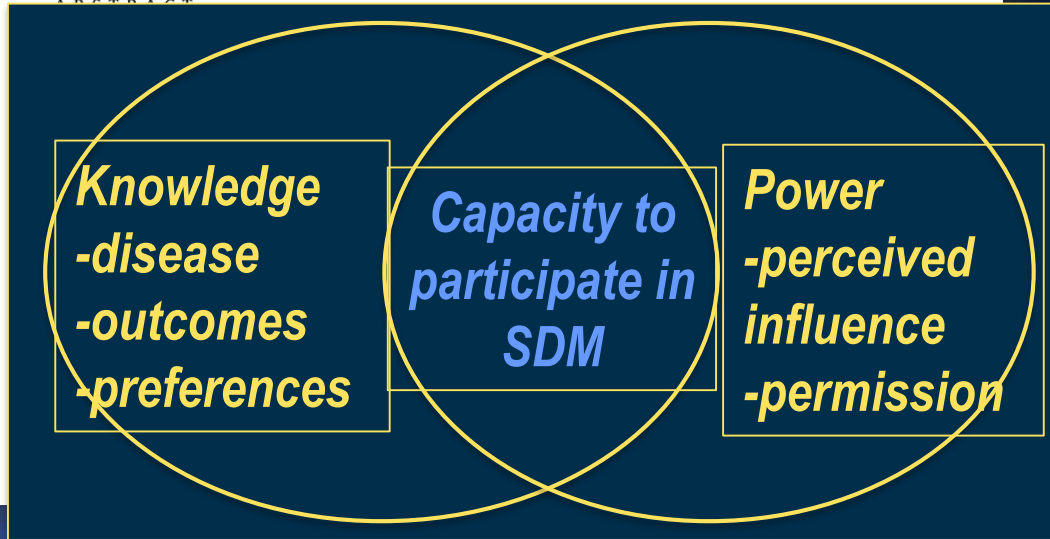 Knowledge
-disease
-outcomes
-preferences
Capacity to
participate in
SDM
Power
-perceived
influence
-permission